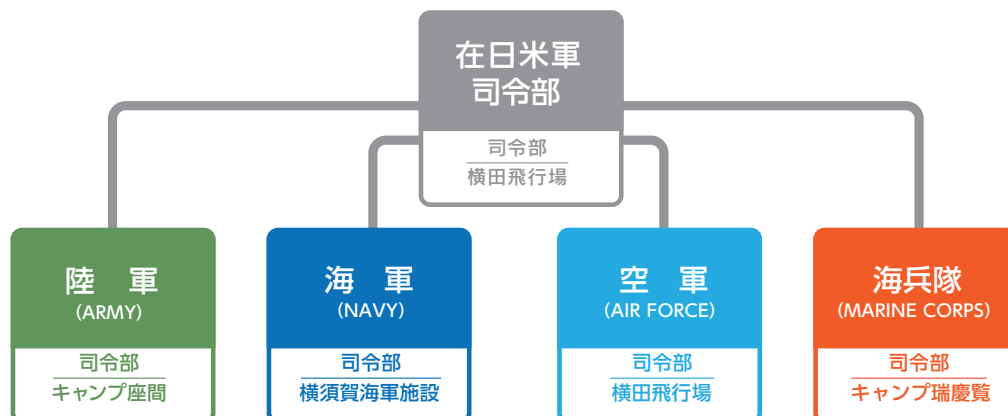 在日米軍
司令部
司令部
横田飛行場
陸 軍
(ARMY)
司令部
キャンプ座間
海 軍
(NAVY)
司令部
横須賀海軍施設
空 軍
(AIR FORCE)
司令部
横田飛行場
海兵隊
(MARINE CORPS)
司令部
キャンプ瑞慶覧